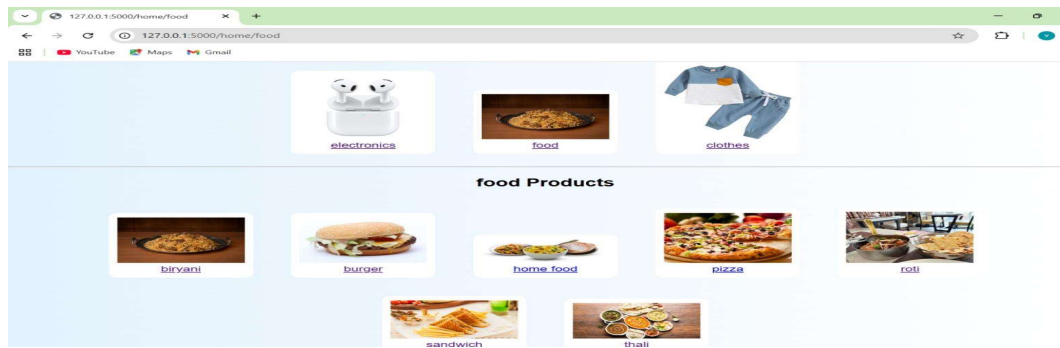 127.0.0.1:5000/home/food
127.0.0.1:5000/home/food
YouTube Maps Gmail
electronics food clothes
food Products
biryani burger home food pizza roti
sandwich thali